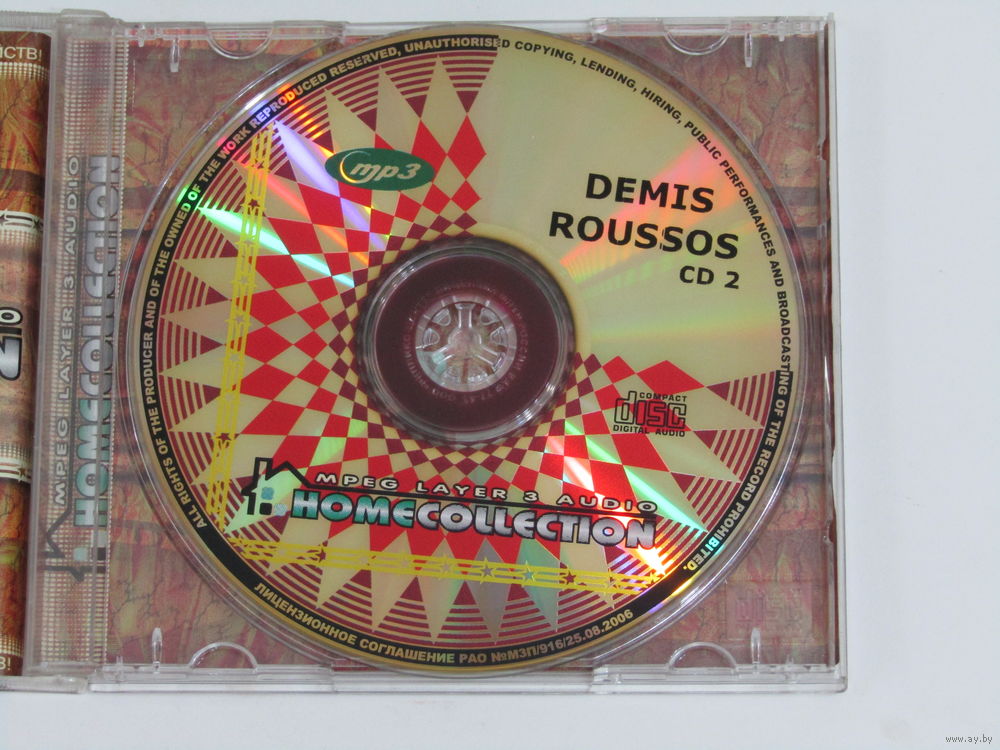 ALL RIGHTS OF THE PRODUCER AND OF THE OWNED OF THE WORK REPRODUCED RESERVED, UNAUTHORISED COPYING, LENDING, HIRING, PUBLIC PERFORMANCES AND BROADCASTING OF THE RECORD PROHIBITED.
mp3
DEMIS
ROUSSOS
CD 2
COMPACT
disc
DIGITAL AUDIO
MPEG LAYER 3 AUDIO
HOMECOLLECTION
ЛИЦЕНЗИОННОЕ СОГЛАШЕНИЕ РАО №МЗП/916/25.08.2006
MPEG LAYER 3 AUDIO
HOMECOLLECTION
www.ay.by